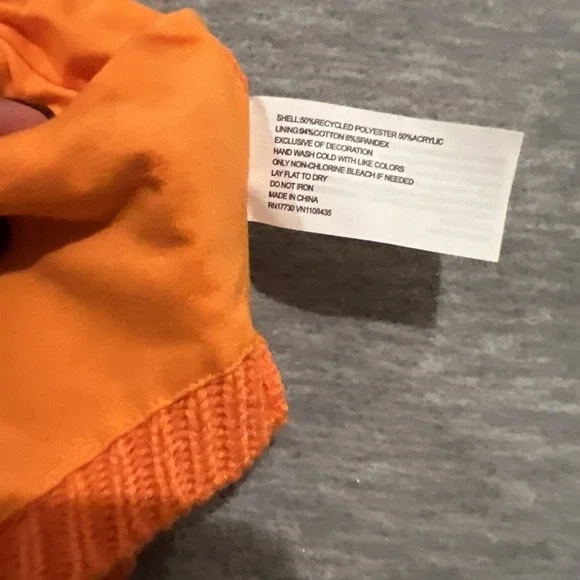 SHELL:50%RECYCLED POLYESTER 50%ACRYLIC
LINING:94%COTTON 6%SPANDEX
EXCLUSIVE OF DECORATION
HAND WASH COLD WITH LIKE COLORS
ONLY NON-CHLORINE BLEACH IF NEEDED
LAY FLAT TO DRY
DO NOT IRON
MADE IN CHINA
RN17730 VN1108435